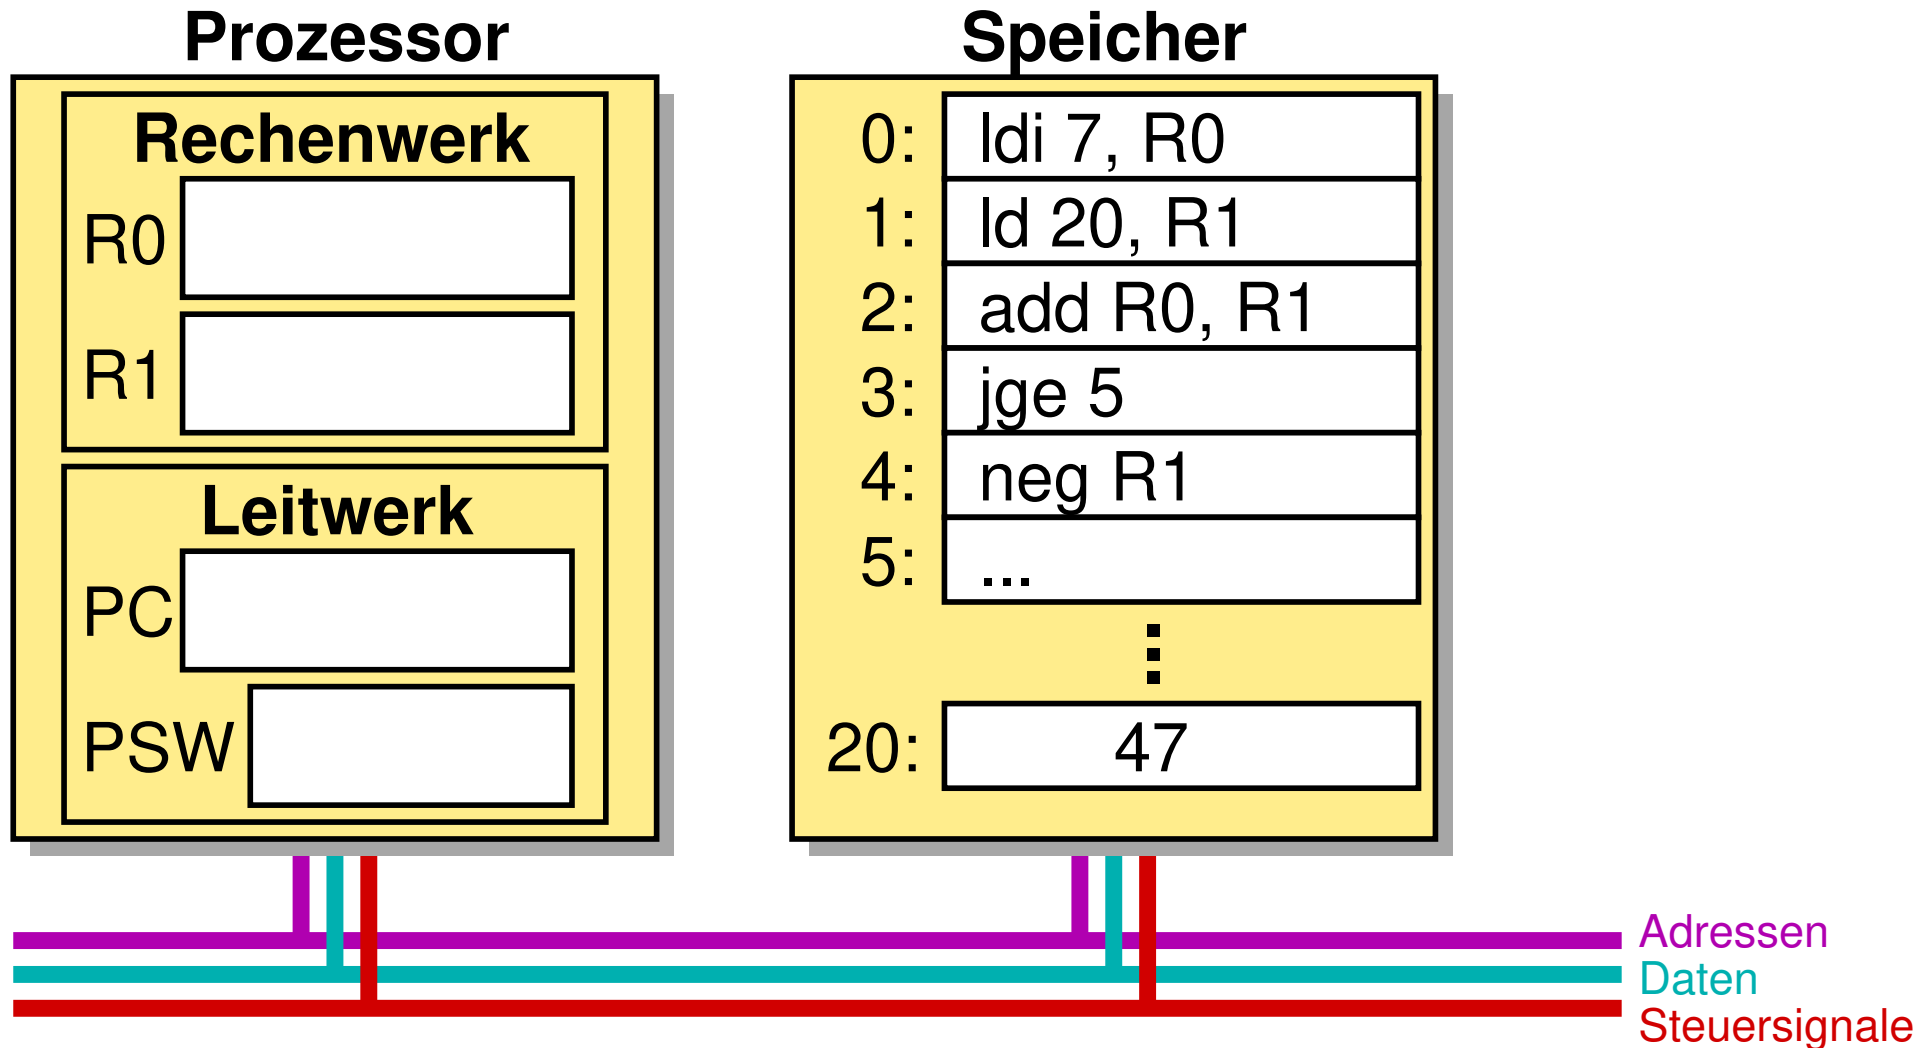 Prozessor
Rechenwerk
R0
R1
Leitwerk
PC
PSW
Speicher
0: ldi 7, R0
1: ld 20, R1
2: add R0, R1
3: jge 5
4: neg R1
5: ...
20: 47
Adressen
Daten
Steuersignale